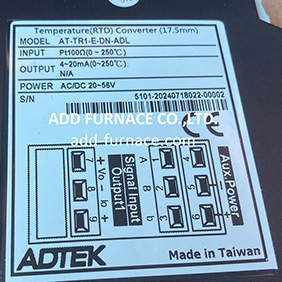 Temperature(RTD) Converter (17.5mm)
MODEL AT-TR1-E-DN-ADL
INPUT Pt100Ω(0 ~ 250℃)
OUTPUT 4~20mA(0~250℃)
N/A
POWER AC/DC 20~56V
S/N 5101-20240718022-00002
ADD FURNACE CO.,LTD
add-furnace.com
CE
Aux.Power
Signal Input
Output1
A B b
1 2 3
5 6
7 8 9
+ Vo - Io +
ADTEK
Made in Taiwan